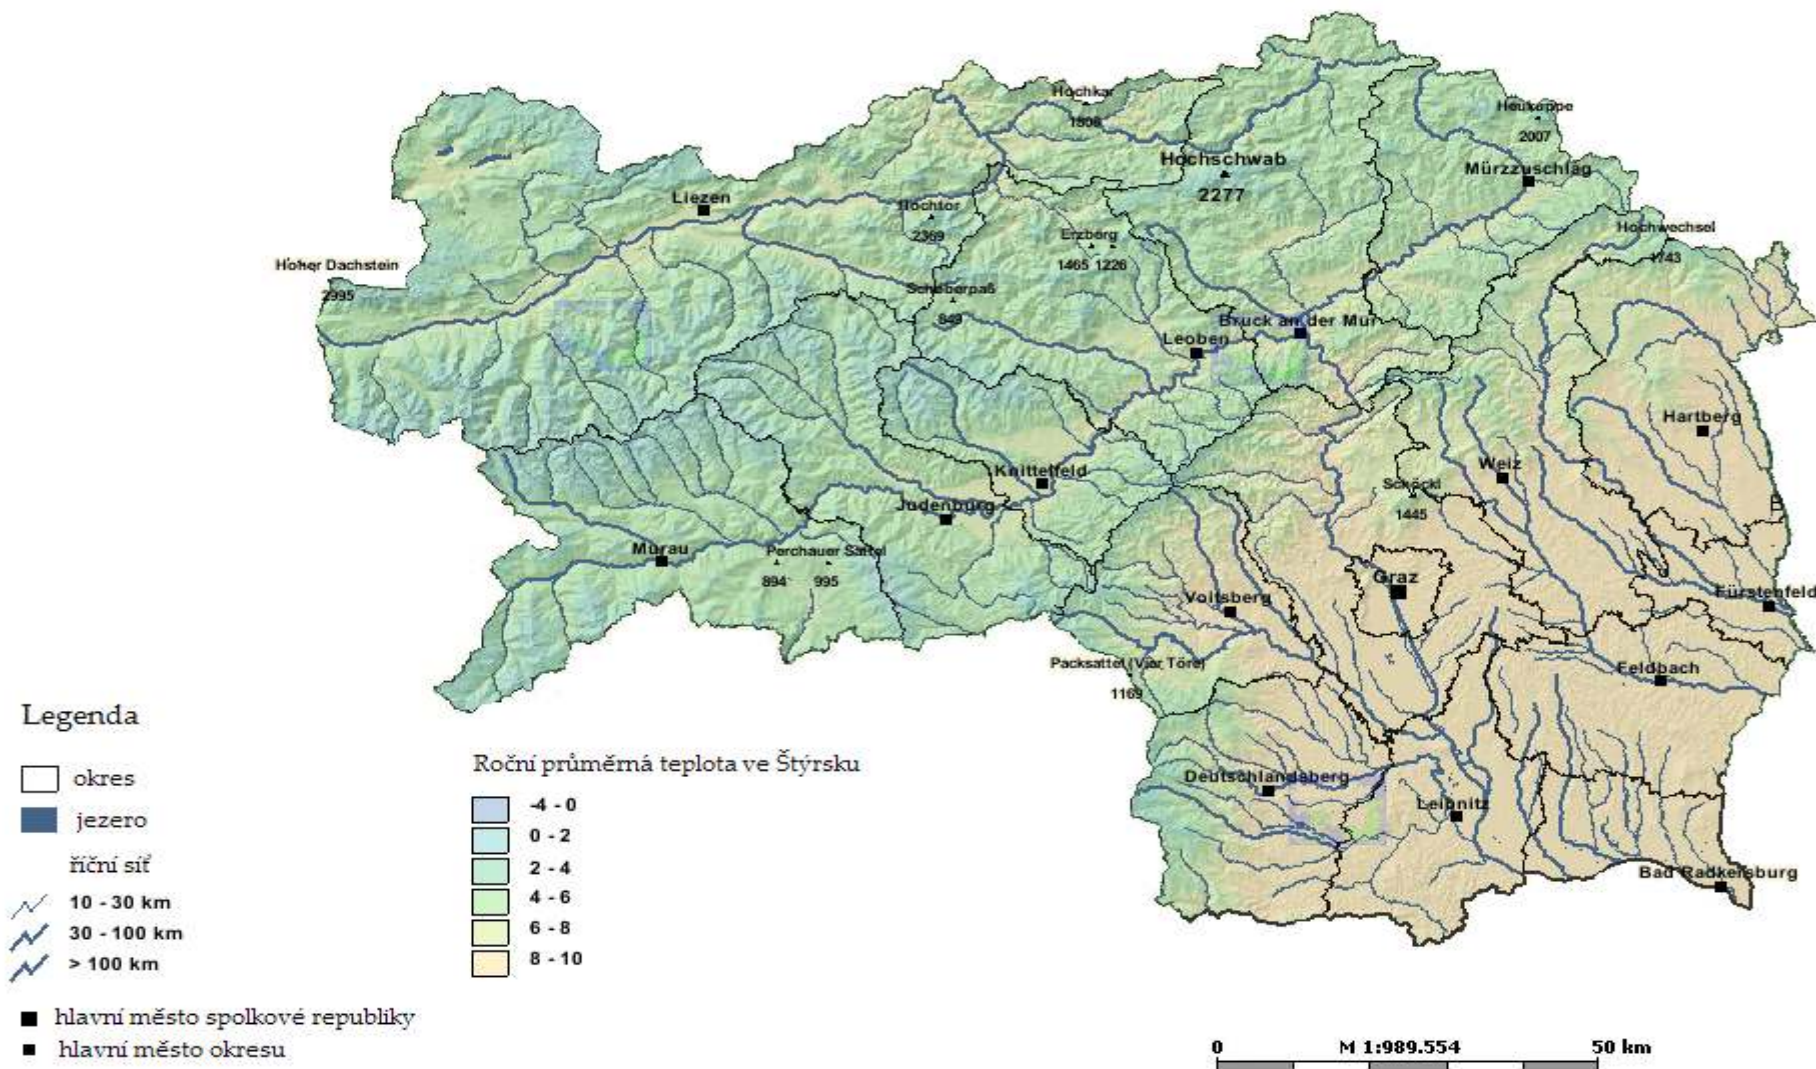 Hochkar
1808
Heukuppe
2007
Hochschwab
2277
Mürzzuschlag
Liezen
Hochtor
2369
Hochwechsel
1743
Erzberg
1465 1226
Hoher Dachstein
2995
Schoberpaß
849
Bruck an der Mur
Leoben
Hartberg
Knittelfeld
Weiz
Schöckl
1445
Judenburg
Murau
Perchauer Sattel
894 995
Graz
Voitsberg
Fürstenfeld
Packsattel (Vier Tore)
1169
Feldbach
Deutschlandsberg
Leibnitz
Bad Radkersburg
Legenda
okres
jezero
říční síť
10 - 30 km
30 - 100 km
> 100 km
hlavní město spolkové republiky
hlavní město okresu
Roční průměrná teplota ve Štýrsku
-4 - 0
0 - 2
2 - 4
4 - 6
6 - 8
8 - 10
0 M 1:989.554 50 km